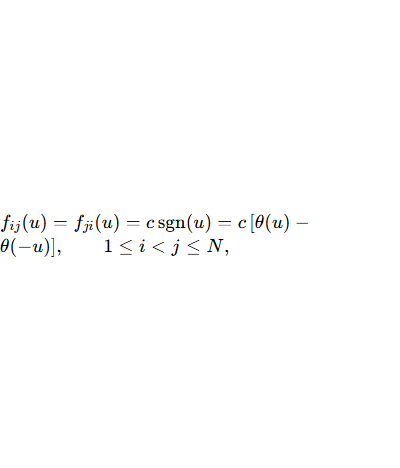 f_{ij}(u) = f_{ji}(u) = c sgn(u) = c [θ(u) −
θ(−u)],  1 ≤ i < j ≤ N,